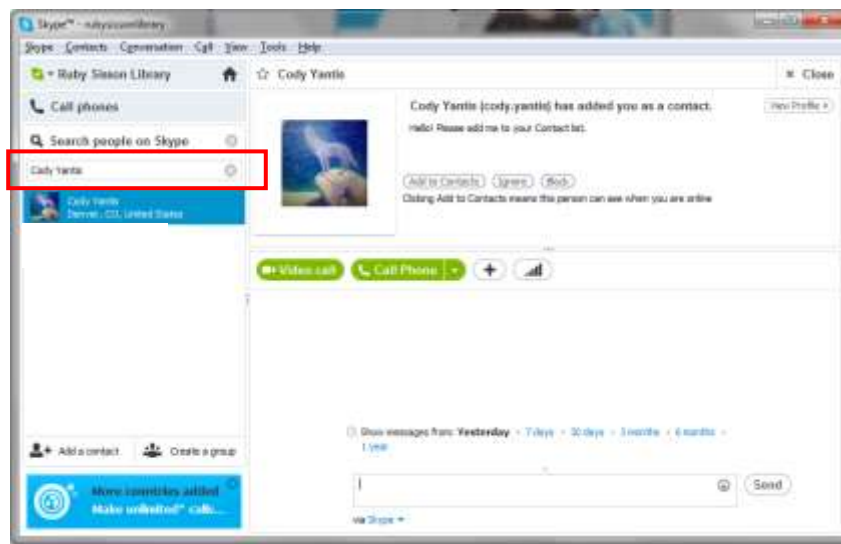 Skype™ - rubysissonlibrary
Skype Contacts Conversation Call View Tools Help
Ruby Sisson Library
Cody Yantis
Close
Call phones
Cody Yantis (cody.yantis) has added you as a contact.
View Profile
Hello! Please add me to your Contact list.
Search people on Skype
Cody Yantis
Add to Contacts Ignore Block
Clicking Add to Contacts means this person can see when you are online
Cody Yantis
Denver, CO, United States
Video call Call Phone
Show messages from: Yesterday • 7 days • 30 days • 3 months • 6 months •
1 year
Add a contact Create a group
More countries added
Make unlimited* calls...
Send
via Skype